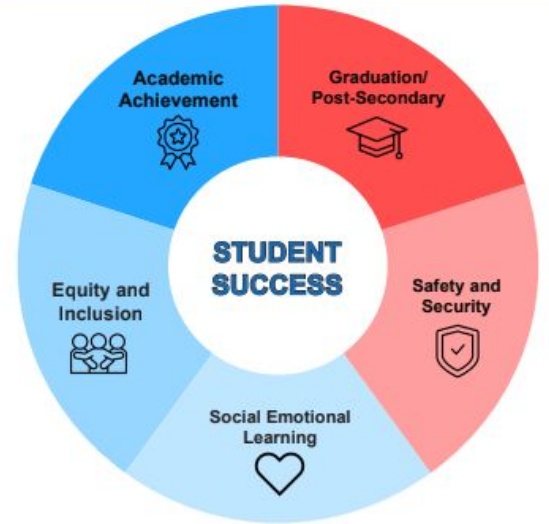 Academic
Achievement
Graduation/
Post-Secondary
STUDENT
SUCCESS
Equity and
Inclusion
Safety and
Security
Social Emotional
Learning